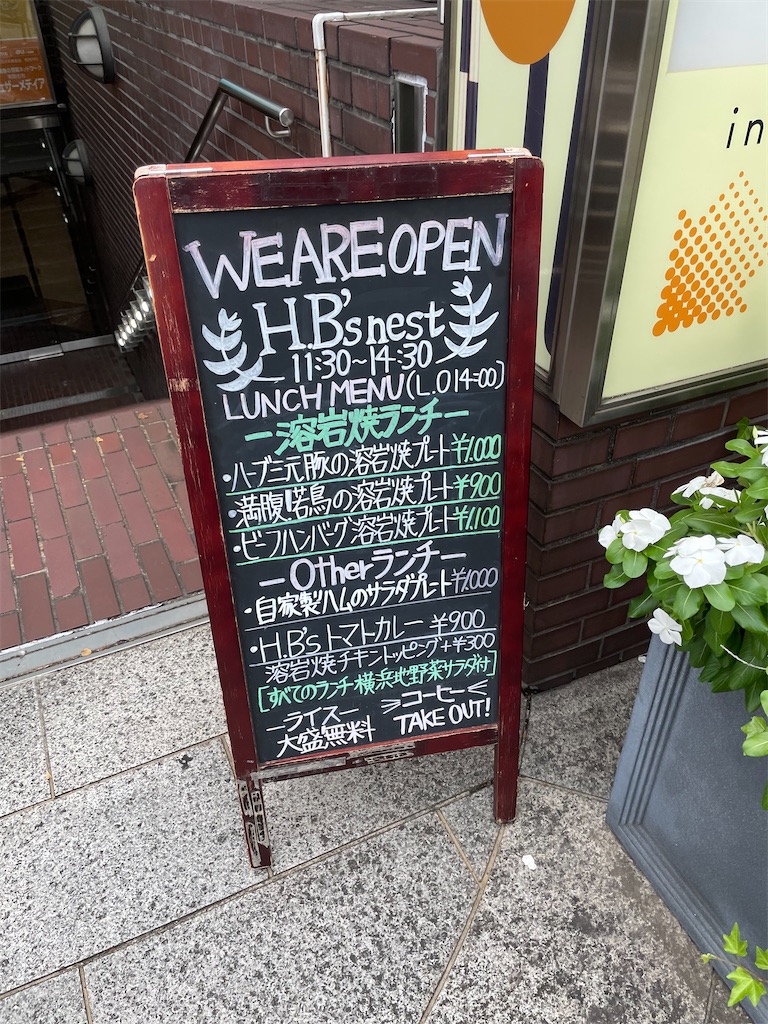 WE ARE OPEN
H.B's nest
11:30~14:30
LUNCH MENU(L.O 14:00)
ー溶岩焼ランチー
・ハーブ三元豚の溶岩焼プレート ¥1,000
・満腹!若鳥の溶岩焼プレート ¥900
・ビーフハンバーグ溶岩焼プレート ¥1,100
ーOtherランチー
・自家製ハムのサラダプレート ¥1,000
・H.B's トマトカレー ¥900
溶岩焼チキントッピング+¥300
[すべてのランチ横浜地野菜サラダ付]
ーライスー
大盛無料
コーヒー
TAKE OUT!
in